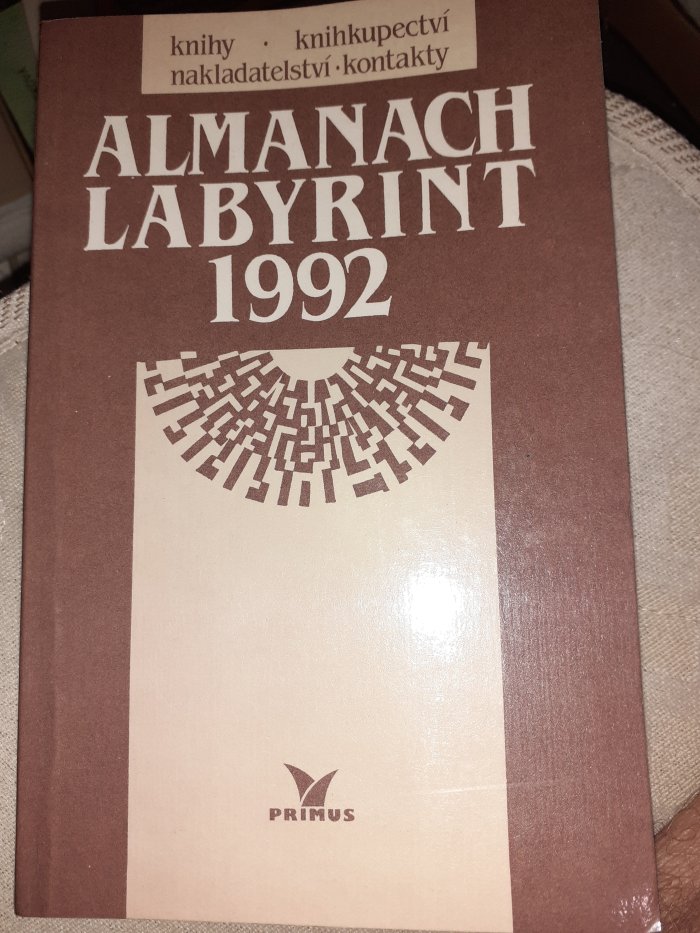 knihy · knihkupectví
nakladatelství · kontakty
ALMANACH
LABYRINT
1992
PRIMUS